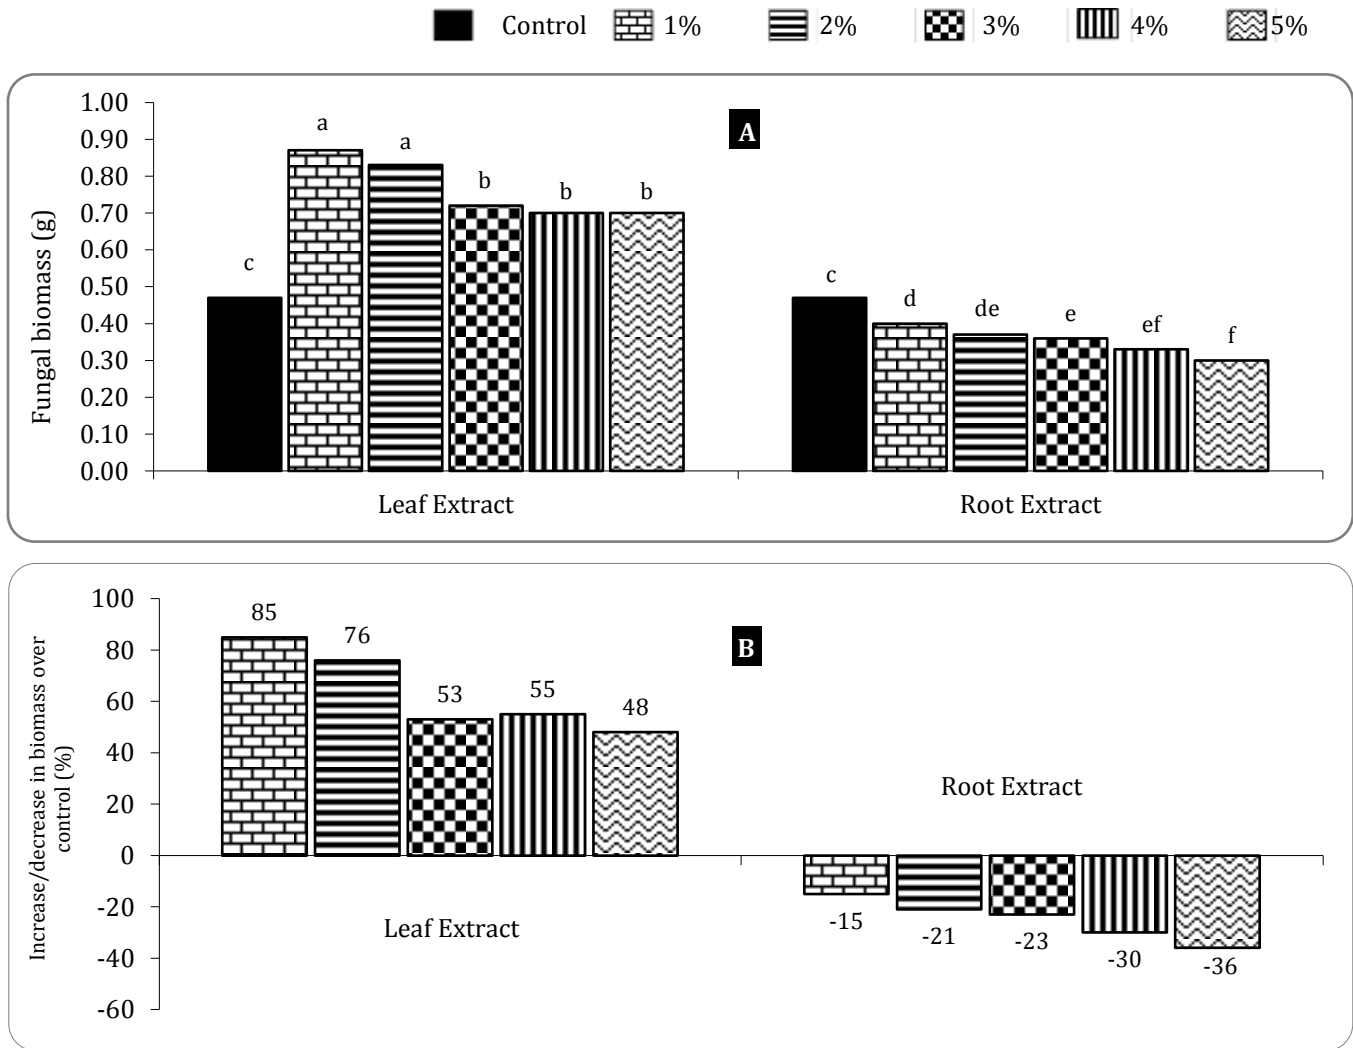 Control 1% 2% 3% 4% 5%
A
Fungal biomass (g)
1.00
0.90
0.80
0.70
0.60
0.50
0.40
0.30
0.20
0.10
0.00
c a a b b b
c d de e ef f
Leaf Extract Root Extract
B
Increase/decrease in biomass over
control (%)
100
80
60
40
20
0
-20
-40
-60
85 76 53 55 48
Root Extract
-15 -21 -23 -30 -36
Leaf Extract